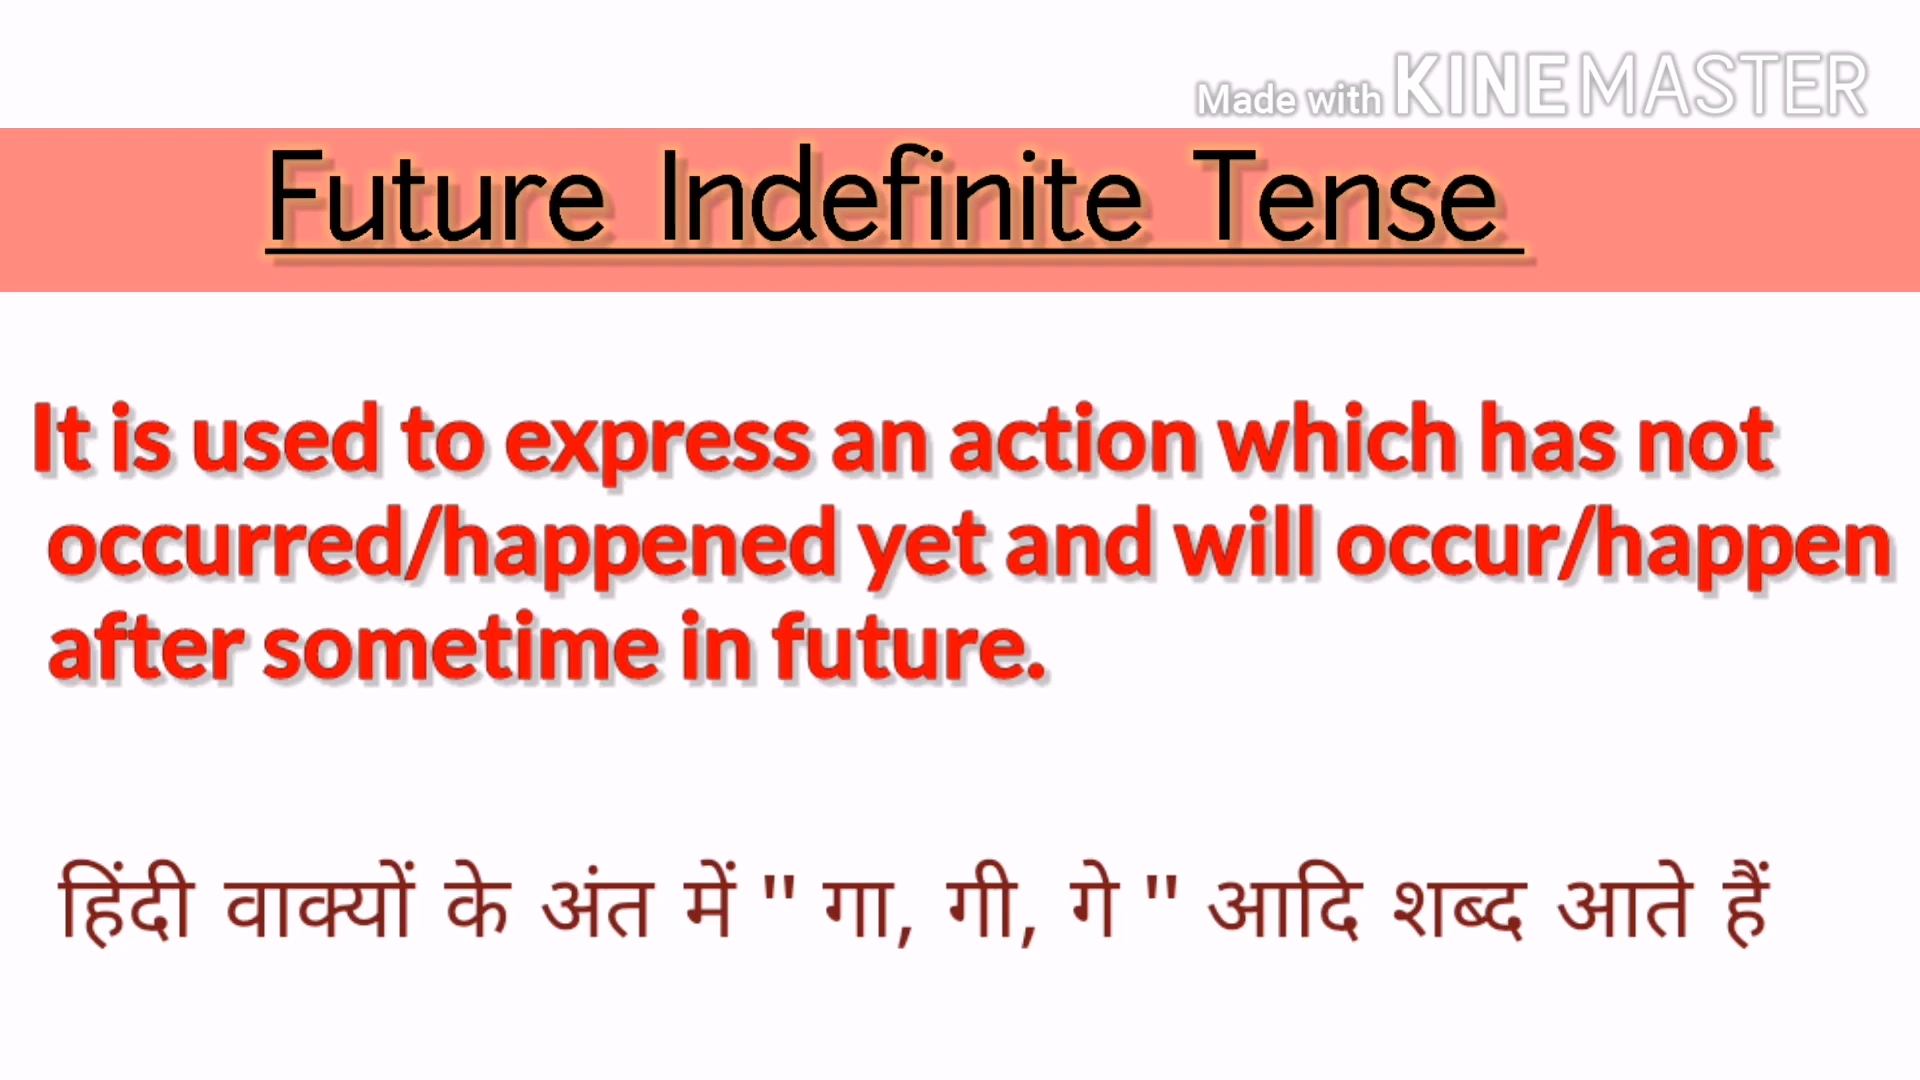 Made with KINEMASTER
Future Indefinite Tense
It is used to express an action which has not
occurred/happened yet and will occur/happen
after sometime in future.
हिंदी वाक्यों के अंत में " गा, गी, गे " आदि शब्द आते हैं